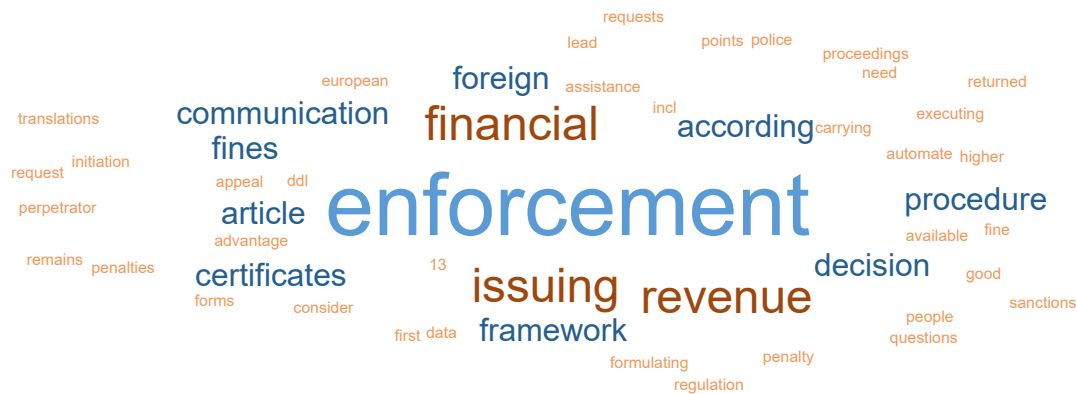 requests
lead
points police
proceedings
need
european
foreign
assistance
returned
translations
communication
financial
incl
according
carrying
executing
fines
automate higher
initiation
request
appeal ddl
enforcement
perpetrator
article
procedure
advantage
available fine
remains penalties
certificates
13
issuing
revenue
decision
good
forms
consider
sanctions
people
first data
framework
questions
formulating
penalty
regulation